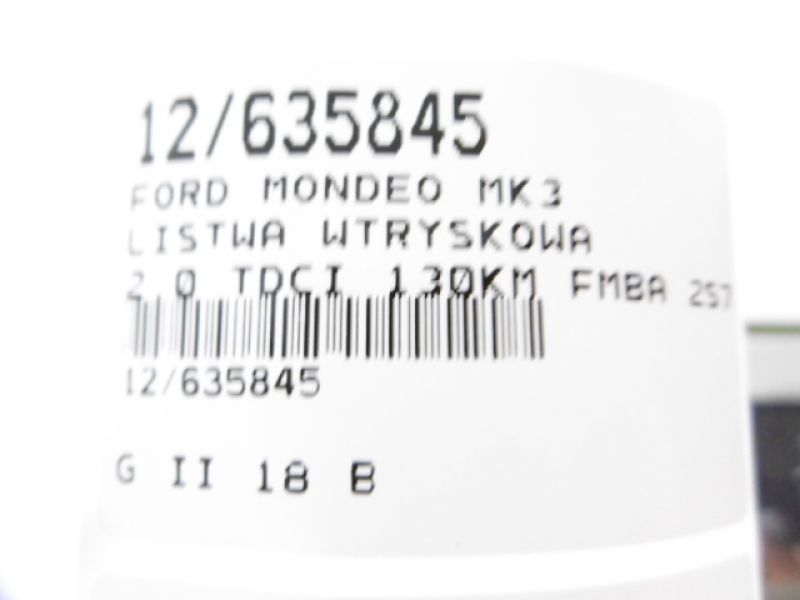 12/635845
FORD MONDEO MK3
LISTWA WTRYSKOWA
2.0 TDCI 130KM FMBA 257
12/635845
G II 18 B